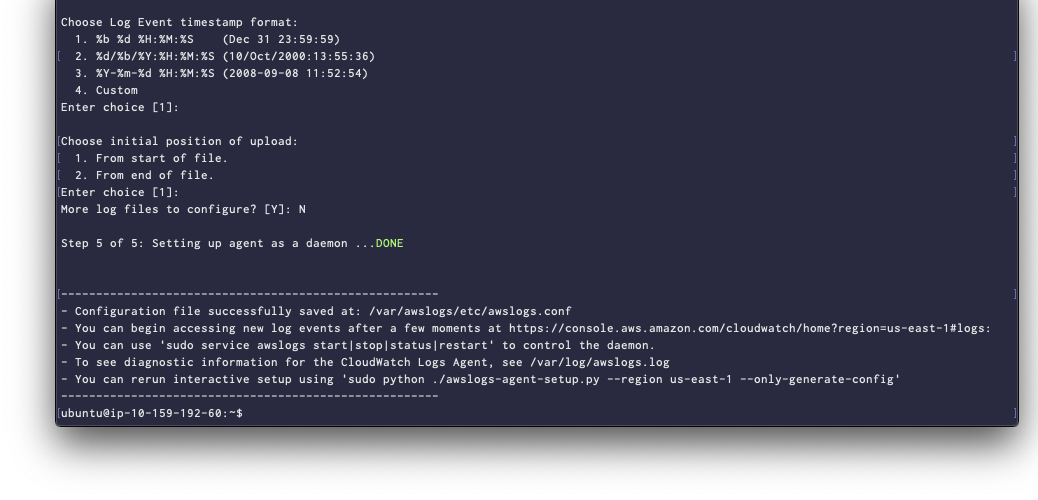 Choose Log Event timestamp format:
  1. %b %d %H:%M:%S    (Dec 31 23:59:59)
[ 2. %d/%b/%Y:%H:%M:%S (10/Oct/2000:13:55:36) ]
  3. %Y-%m-%d %H:%M:%S (2008-09-08 11:52:54)
  4. Custom
Enter choice [1]:
[Choose initial position of upload: ]
[ 1. From start of file. ]
[ 2. From end of file. ]
[Enter choice [1]: ]
More log files to configure? [Y]: N
Step 5 of 5: Setting up agent as a daemon ...DONE
[------------------------------------------------------ ]
- Configuration file successfully saved at: /var/awslogs/etc/awslogs.conf
- You can begin accessing new log events after a few moments at https://console.aws.amazon.com/cloudwatch/home?region=us-east-1#logs:
- You can use 'sudo service awslogs start|stop|status|restart' to control the daemon.
- To see diagnostic information for the CloudWatch Logs Agent, see /var/log/awslogs.log
- You can rerun interactive setup using 'sudo python ./awslogs-agent-setup.py --region us-east-1 --only-generate-config'
------------------------------------------------------
[ubuntu@ip-10-159-192-60:~$ ]